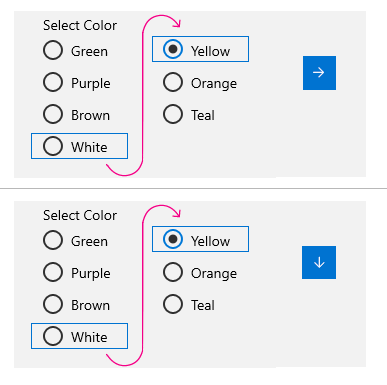 Select Color
Green
Purple
Brown
White
Yellow
Orange
Teal
Select Color
Green
Purple
Brown
White
Yellow
Orange
Teal